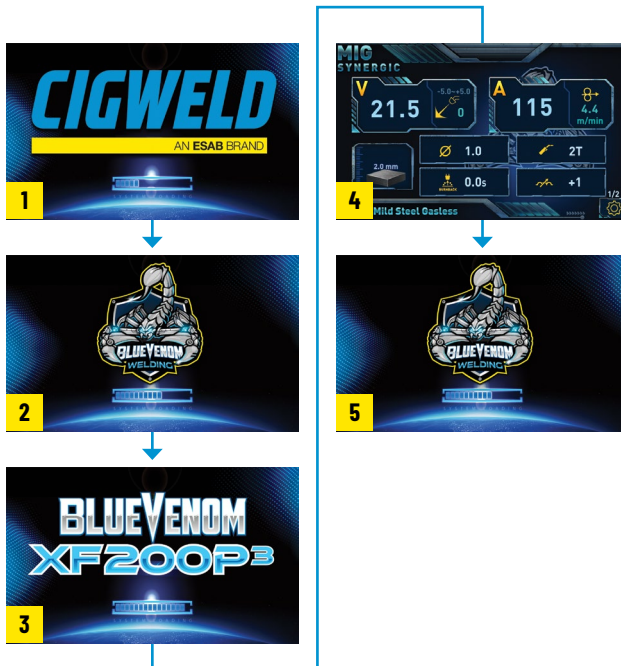 CIGWELD
AN ESAB BRAND
1
BLUEVENOM
WELDING
2
BLUEVENOM
XF200P³
3
MIG
SYNERGIC
V
21.5
-5.0~+5.0
0
A
115
4.4
m/min
2.0 mm
1.0
2T
BURNBACK
0.0s
+1
1/2
Mild Steel Gasless
4
BLUEVENOM
WELDING
5